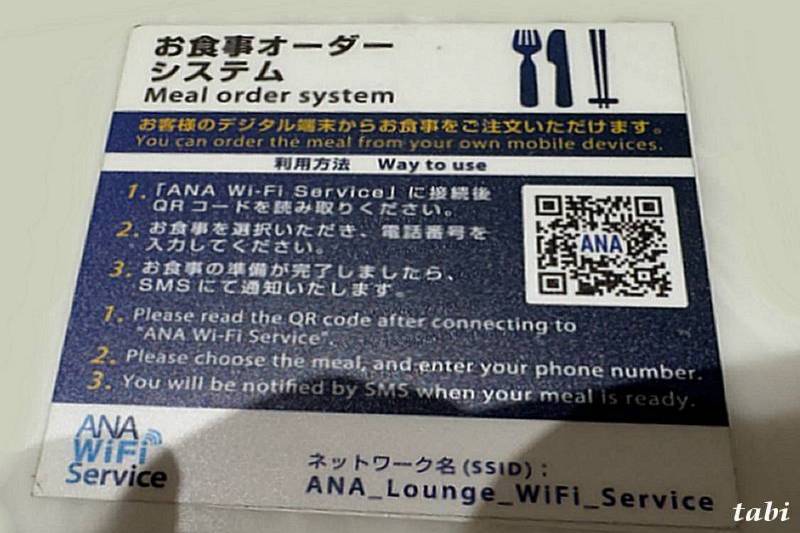 お食事オーダー
システム
Meal order system
お客様のデジタル端末からお食事をご注文いただけます。
You can order the meal from your own mobile devices.
利用方法 Way to use
1.「ANA Wi-Fi Service」に接続後
QRコードを読み取りください。
2. お食事を選択いただき、電話番号を
入力してください。
3. お食事の準備が完了しましたら、
SMSにて通知いたします。
ANA
1. Please read the QR code after connecting to
"ANA Wi-Fi Service".
2. Please choose the meal, and enter your phone number.
3. You will be notified by SMS when your meal is ready.
ANA
WiFi
Service
ネットワーク名(SSID):
ANA_Lounge_WiFi_Service
tabi